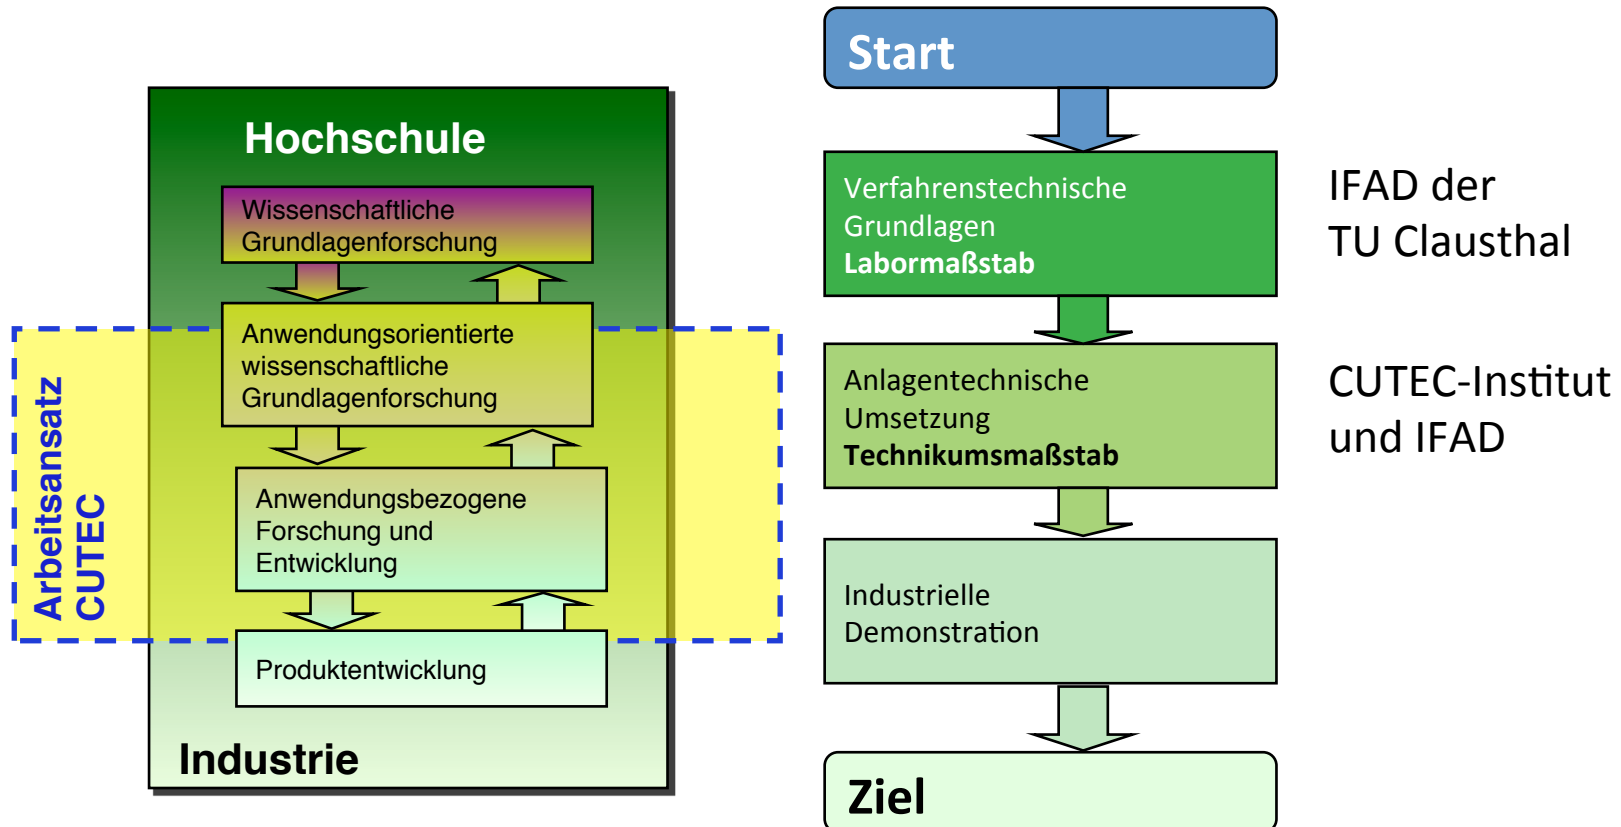 Hochschule
Wissenschaftliche
Grundlagenforschung
Anwendungsorientierte
wissenschaftliche
Grundlagenforschung
Anwendungsbezogene
Forschung und
Entwicklung
Produktentwicklung
Industrie
Arbeitsansatz
CUTEC
Start
Verfahrenstechnische
Grundlagen
Labormaßstab
IFAD der
TU Clausthal
Anlagentechnische
Umsetzung
Technikumsmaßstab
CUTEC-Institut
und IFAD
Industrielle
Demonstration
Ziel